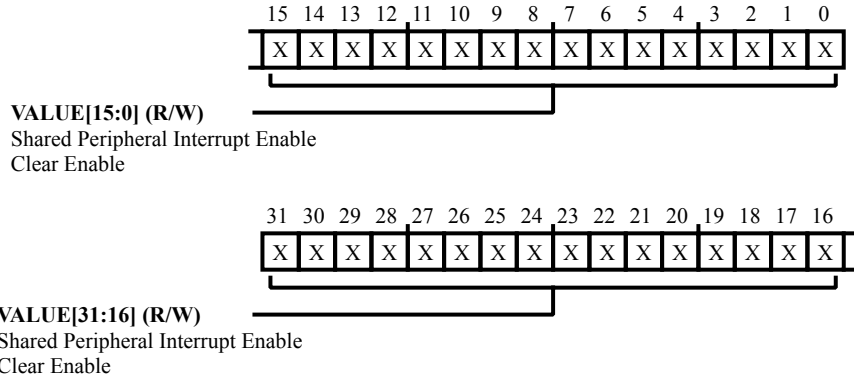 15 14 13 12 11 10 9 8 7 6 5 4 3 2 1 0
X X X X X X X X X X X X X X X X
VALUE[15:0] (R/W)
Shared Peripheral Interrupt Enable
Clear Enable
31 30 29 28 27 26 25 24 23 22 21 20 19 18 17 16
X X X X X X X X X X X X X X X X
VALUE[31:16] (R/W)
Shared Peripheral Interrupt Enable
Clear Enable